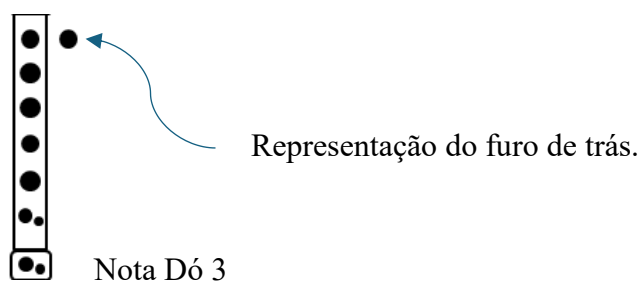 Representação do furo de trás.
Nota Dó 3